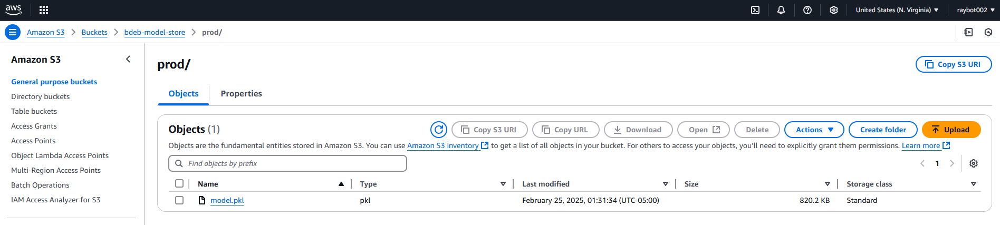 aws
United States (N. Virginia)
raybot002
Amazon S3
Buckets
bdeb-model-store
prod/
Amazon S3
General purpose buckets
Directory buckets
Table buckets
Access Grants
Access Points
Object Lambda Access Points
Multi-Region Access Points
Batch Operations
IAM Access Analyzer for S3
prod/
Copy S3 URI
Objects
Properties
Objects (1)
Copy S3 URI
Copy URL
Download
Open
Delete
Actions
Create folder
Upload
Objects are the fundamental entities stored in Amazon S3. You can use Amazon S3 inventory to get a list of all objects in your bucket. For others to access your objects, you’ll need to explicitly grant them permissions. Learn more
Find objects by prefix
1
Name Type Last modified Size Storage class
model.pkl pkl February 25, 2025, 01:31:34 (UTC-05:00) 820.2 KB Standard